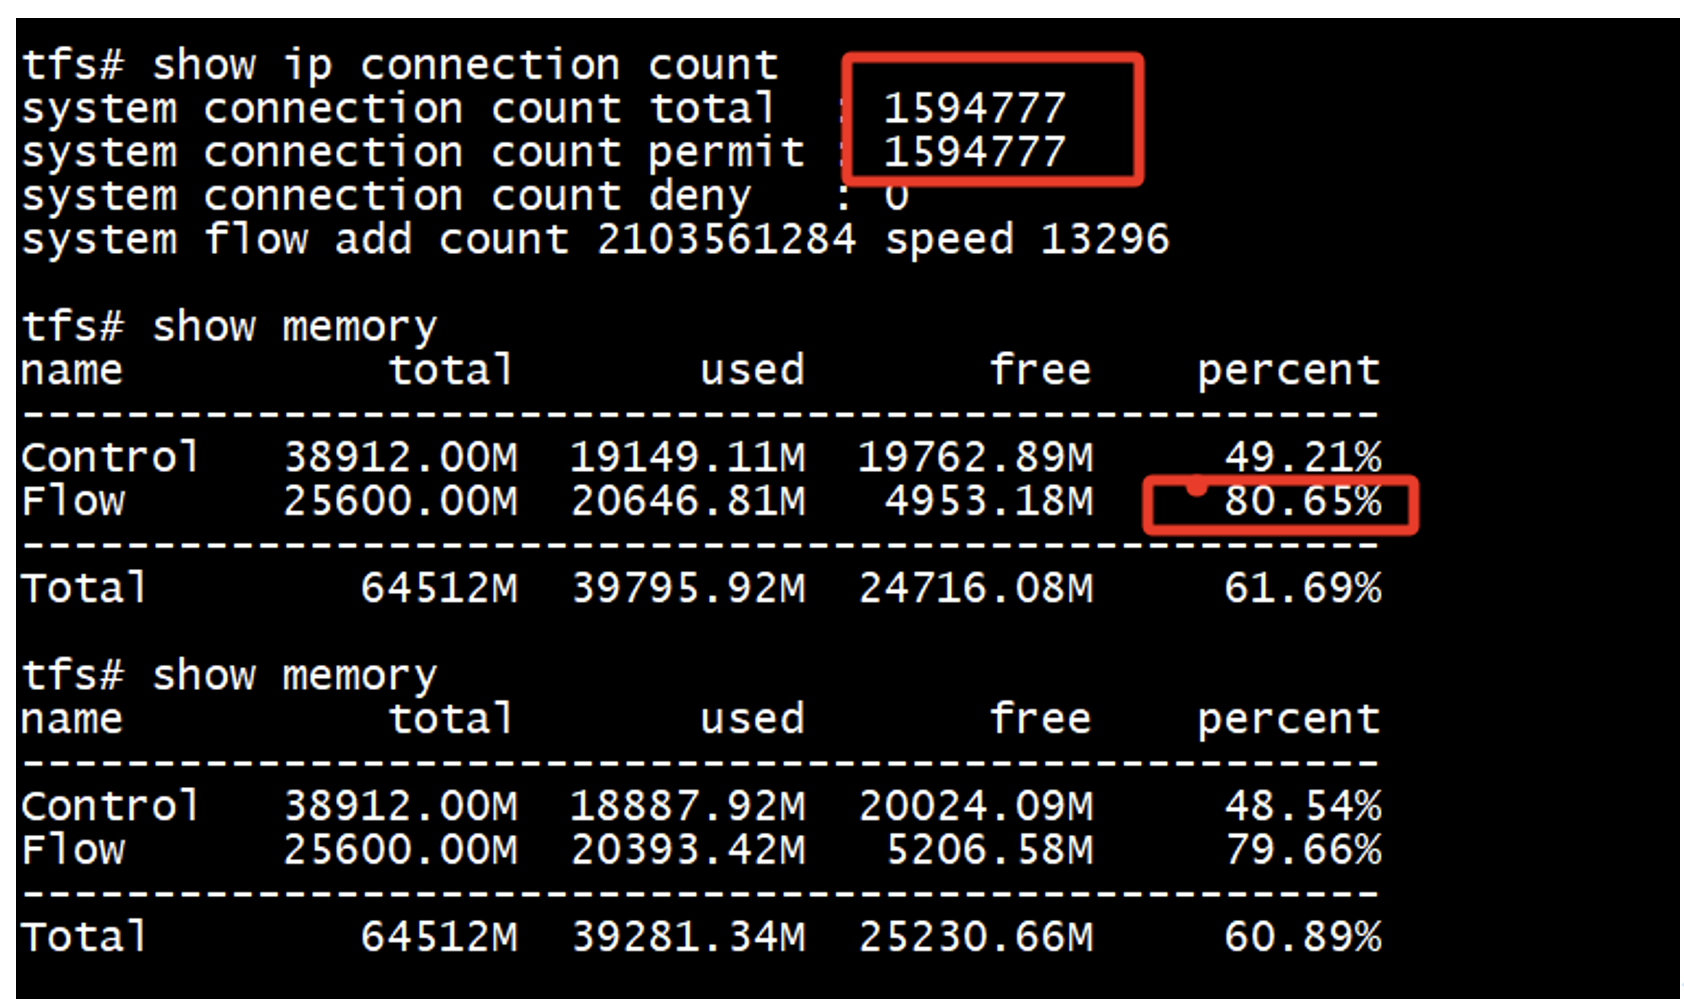 tfs# show ip connection count
system connection count total  : 1594777
system connection count permit : 1594777
system connection count deny   : 0
system flow add count 2103561284 speed 13296
tfs# show memory
name          total       used       free    percent
----------------------------------------------------
Control   38912.00M  19149.11M  19762.89M     49.21%
Flow      25600.00M  20646.81M   4953.18M     80.65%
----------------------------------------------------
Total        64512M  39795.92M  24716.08M     61.69%
tfs# show memory
name          total       used       free    percent
----------------------------------------------------
Control   38912.00M  18887.92M  20024.09M     48.54%
Flow      25600.00M  20393.42M   5206.58M     79.66%
----------------------------------------------------
Total        64512M  39281.34M  25230.66M     60.89%